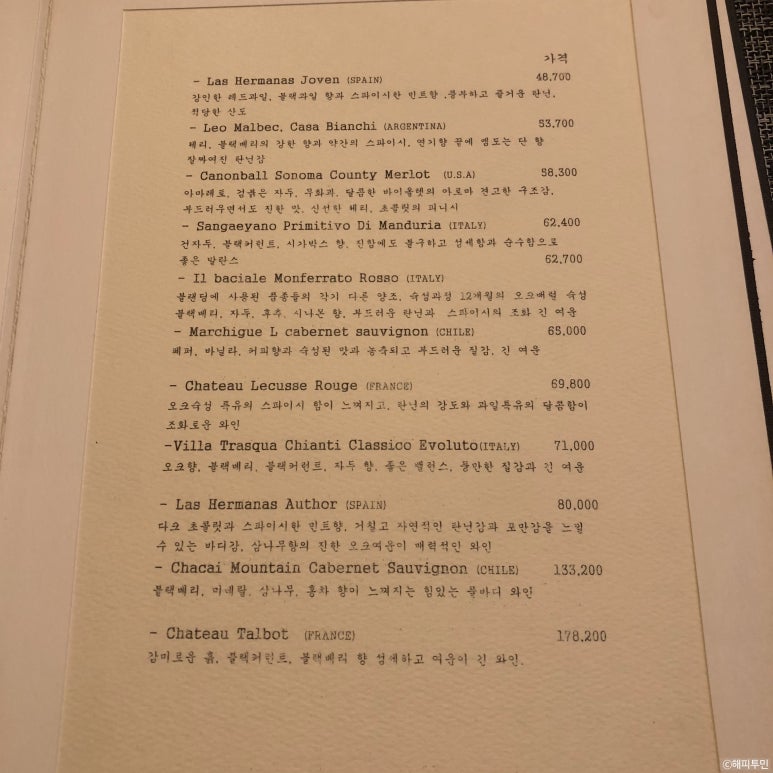 가격
- Las Hermanas Joven (SPAIN) 48,700
강인한 레드과일, 블랙과일 향과 스파이시한 민트향 .풍부하고 즐거운 탄닌,
적당한 산도
- Leo Malbec, Casa Bianchi (ARGENTINA) 53,700
체리, 블랙베리의 강한 향과 약간의 스파이시, 연기향 끝에 맴도는 단 향
잘짜여진 탄닌감
- Canonball Sonoma County Merlot (U.S.A) 58,300
아마레로, 검붉은 자두, 무화과, 달콤한 바이올렛의 아로마 견고한 구조감,
부드러우면서도 진한 맛, 신선한 체리, 초콜릿의 피니시
- Sangaeyano Primitivo Di Manduria (ITALY) 62,400
건자두, 블랙커런트, 시가박스 향, 진함에도 불구하고 섬세함과 순수함으로
좋은 발란스 62,700
- Il baciale Monferrato Rosso (ITALY)
블랜딩에 사용된 품종들의 각기 다른 양조, 숙성과정 12개월의 오크배럴 숙성
블랙베리, 자두, 후추, 시나몬 향, 부드러운 탄닌과 스파이시의 조화 긴 여운
- Marchigue L cabernet sauvignon (CHILE) 65,000
페퍼, 바닐라, 커피향과 숙성된 맛과 농축되고 부드러운 질감, 긴 여운
- Chateau Lecusse Rouge (FRANCE) 69,800
오크숙성 특유의 스파이시 함이 느껴지고, 탄닌의 강도와 과일특유의 달콤함이
조화로운 와인
-Villa Trasqua Chianti Classico Evoluto(ITALY) 71,000
오크향, 블랙베리, 블랙커런트, 자두 향, 좋은 밸런스, 풍만한 질감과 긴 여운
- Las Hermanas Author (SPAIN) 80,000
다크 초콜릿과 스파이시한 민트향, 거칠고 자연적인 탄닌감과 포만감을 느낄
수 있는 바디감, 삼나무향의 진한 오크여운이 매력적인 와인
- Chacai Mountain Cabernet Sauvignon (CHILE) 133,200
블랙베리, 미네랄, 삼나무, 홍차 향이 느껴지는 힘있는 풀바디 와인
- Chateau Talbot (FRANCE) 178,200
감미로운 흙, 블랙커런트, 블랙베리 향 섬세하고 여운이 긴 와인.
©해피투민